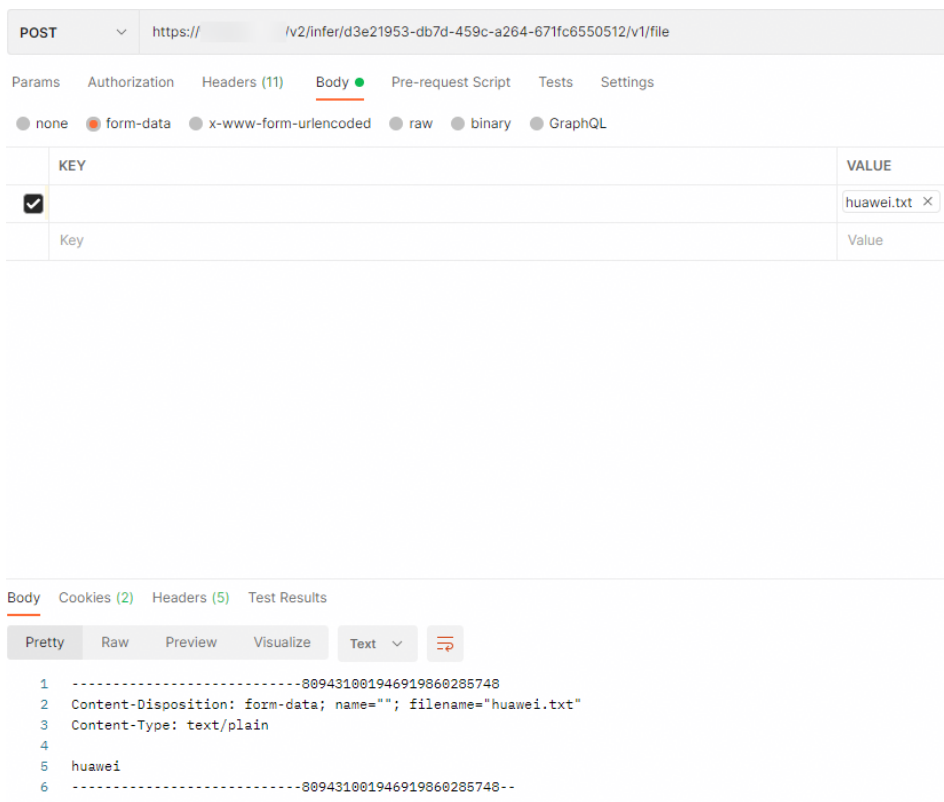 POST https:// /v2/infer/d3e21953-db7d-459c-a264-671fc6550512/v1/file
Params Authorization Headers (11) Body Pre-request Script Tests Settings
none form-data x-www-form-urlencoded raw binary GraphQL
KEY VALUE
huawei.txt
Key Value
Body Cookies (2) Headers (5) Test Results
Pretty Raw Preview Visualize Text
1 ----------------------------809431001946919860285748
2 Content-Disposition: form-data; name=""; filename="huawei.txt"
3 Content-Type: text/plain
4
5 huawei
6 ----------------------------809431001946919860285748--